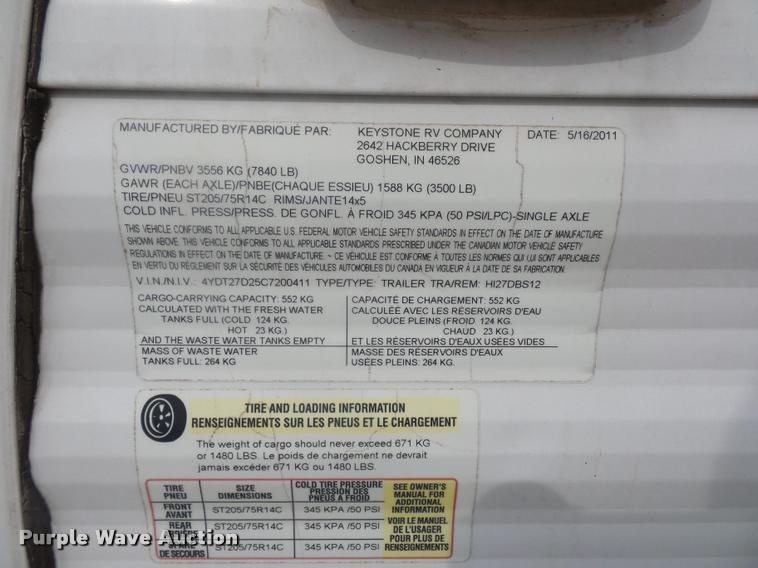 MANUFACTURED BY/FABRIQUÉ PAR: KEYSTONE RV COMPANY DATE: 5/16/2011
2642 HACKBERRY DRIVE
GOSHEN, IN 46526
GVWR/PNBV 3556 KG (7840 LB)
GAWR (EACH AXLE)/PNBE(CHAQUE ESSIEU) 1588 KG (3500 LB)
TIRE/PNEU ST205/75R14C RIMS/JANTE14x5
COLD INFL. PRESS/PRESS. DE GONFL. À FROID 345 KPA (50 PSI/LPC)-SINGLE AXLE
THIS VEHICLE CONFORMS TO ALL APPLICABLE U.S. FEDERAL MOTOR VEHICLE SAFETY STANDARDS IN EFFECT ON THE DATE OF MANUFACTURE
SHOWN ABOVE. THIS VEHICLE CONFORMS TO ALL APPLICABLE STANDARDS PRESCRIBED UNDER THE CANADIAN MOTOR VEHICLE SAFETY
REGULATIONS IN EFFECT ON THE DATE OF MANUFACTURE. ~ CE VÉHICULE EST CONFORME À TOUTES LES NORMES QUI LUI SONT APPLICABLES
EN VERTU DU RÈGLEMENT SUR LA SÉCURITÉ DES VÉHICULES AUTOMOBILES DU CANADA EN VIGUEUR À LA DATE DE SA FABRICATION.
V.I.N./N.I.V.: 4YDT27D25C7200411 TYPE/TYPE: TRAILER TRA/REM: HI27DBS12
CARGO-CARRYING CAPACITY: 552 KG
CALCULATED WITH THE FRESH WATER
TANKS FULL (COLD 124 KG.
HOT 23 KG.)
AND THE WASTE WATER TANKS EMPTY
MASS OF WASTE WATER
TANKS FULL: 264 KG
CAPACITÉ DE CHARGEMENT: 552 KG
CALCULÉE AVEC LES RÉSERVOIRS D'EAU
DOUCE PLEINS (FROID 124 KG.
CHAUD 23 KG.)
ET LES RÉSERVOIRS D'EAUX USÉES VIDES
MASSE DES RÉSERVOIRS D'EAUX
USÉES PLEINS: 264 KG.
TIRE AND LOADING INFORMATION
RENSEIGNEMENTS SUR LES PNEUS ET LE CHARGEMENT
The weight of cargo should never exceed 671 KG
or 1480 LBS. Le poids de chargement ne devrait
jamais excéder 671 KG ou 1480 LBS.
TIRE SIZE COLD TIRE PRESSURE
PNEU DIMENSIONS PRESSION DES
PNEUS A FROID
FRONT
AVANT ST205/75R14C 345 KPA /50 PSI
REAR ST205/75R14C 345 KPA /50 PSI
DE SECOURS ST205/75R14C 345 KPA /50 PSI
SEE OWNER'S
MANUAL FOR
ADDITIONAL
INFORMATION
VOIR LE MANUEL
DE L'USAGER
POUR PLUS DE
RENSEIGNEMENTS
Purple Wave Auction